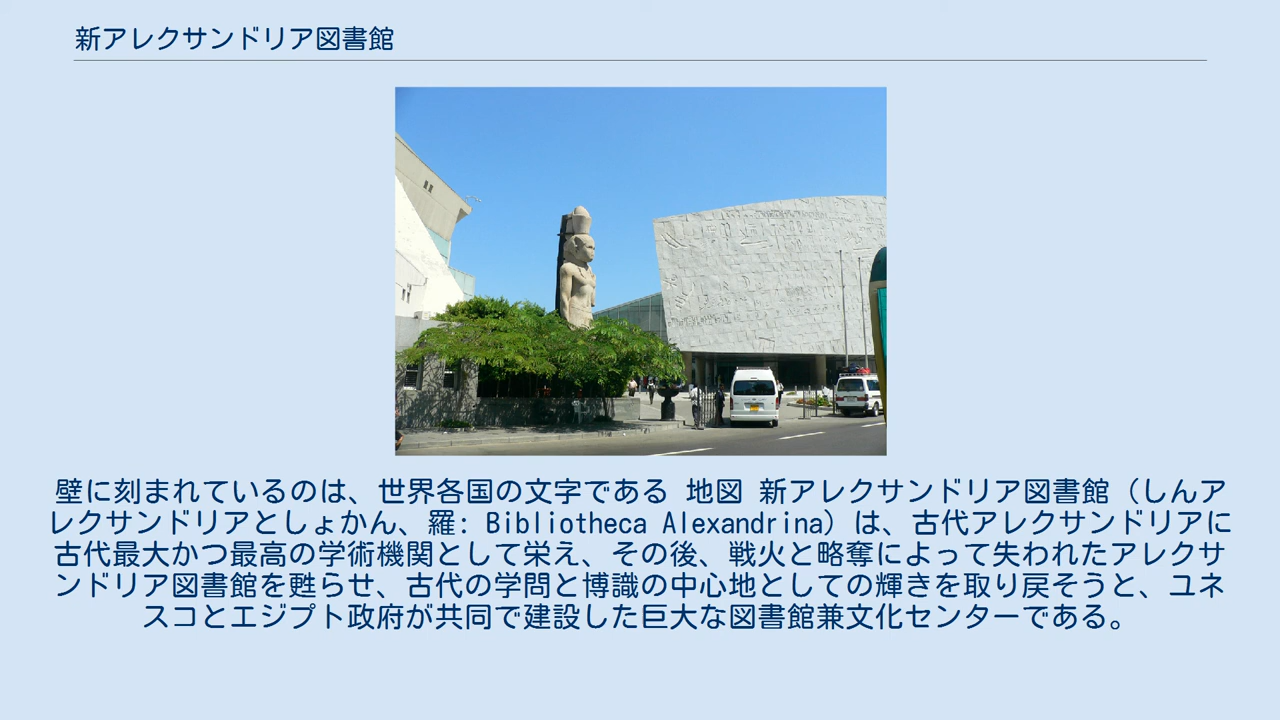 新アレクサンドリア図書館
壁に刻まれているのは、世界各国の文字である 地図 新アレクサンドリア図書館（しんア
レクサンドリアとしょかん、羅: Bibliotheca Alexandrina）は、古代アレクサンドリアに
古代最大かつ最高の学術機関として栄え、その後、戦火と略奪によって失われたアレクサ
ンドリア図書館を甦らせ、古代の学問と博識の中心地としての輝きを取り戻そうと、ユネ
スコとエジプト政府が共同で建設した巨大な図書館兼文化センターである。